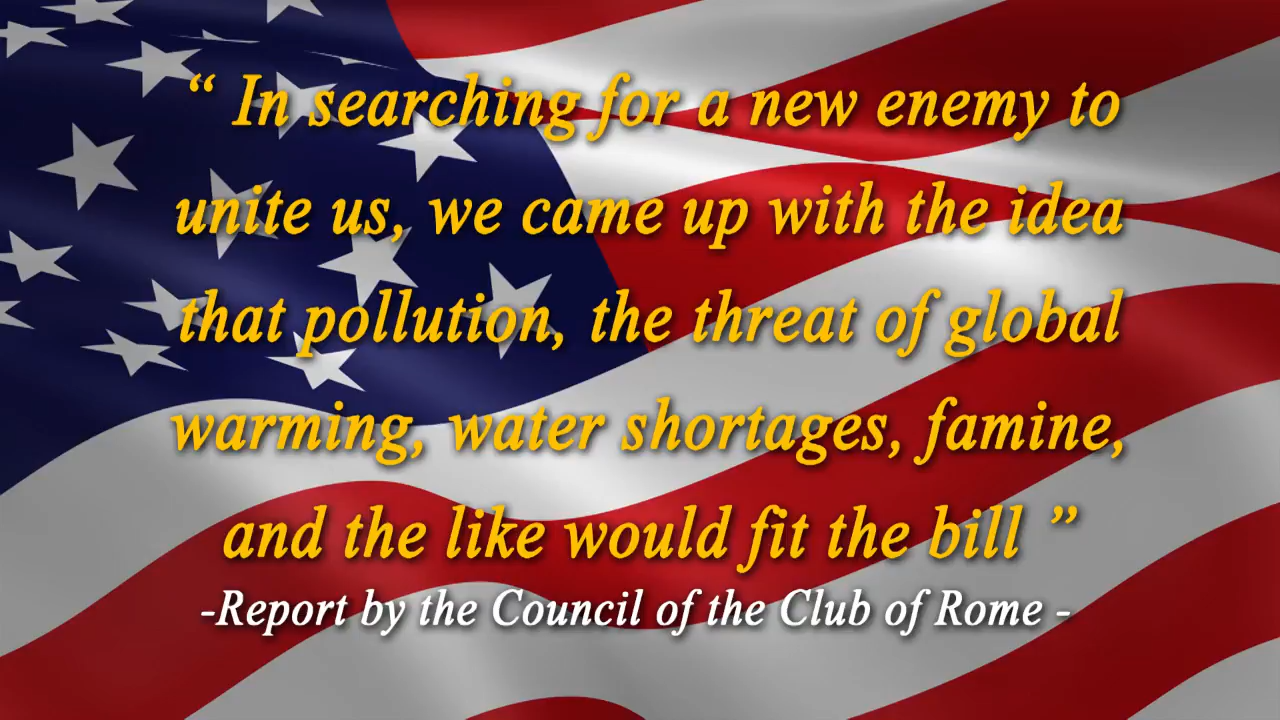 “ In searching for a new enemy to
unite us, we came up with the idea
that pollution, the threat of global
warming, water shortages, famine,
and the like would fit the bill ”
-Report by the Council of the Club of Rome -